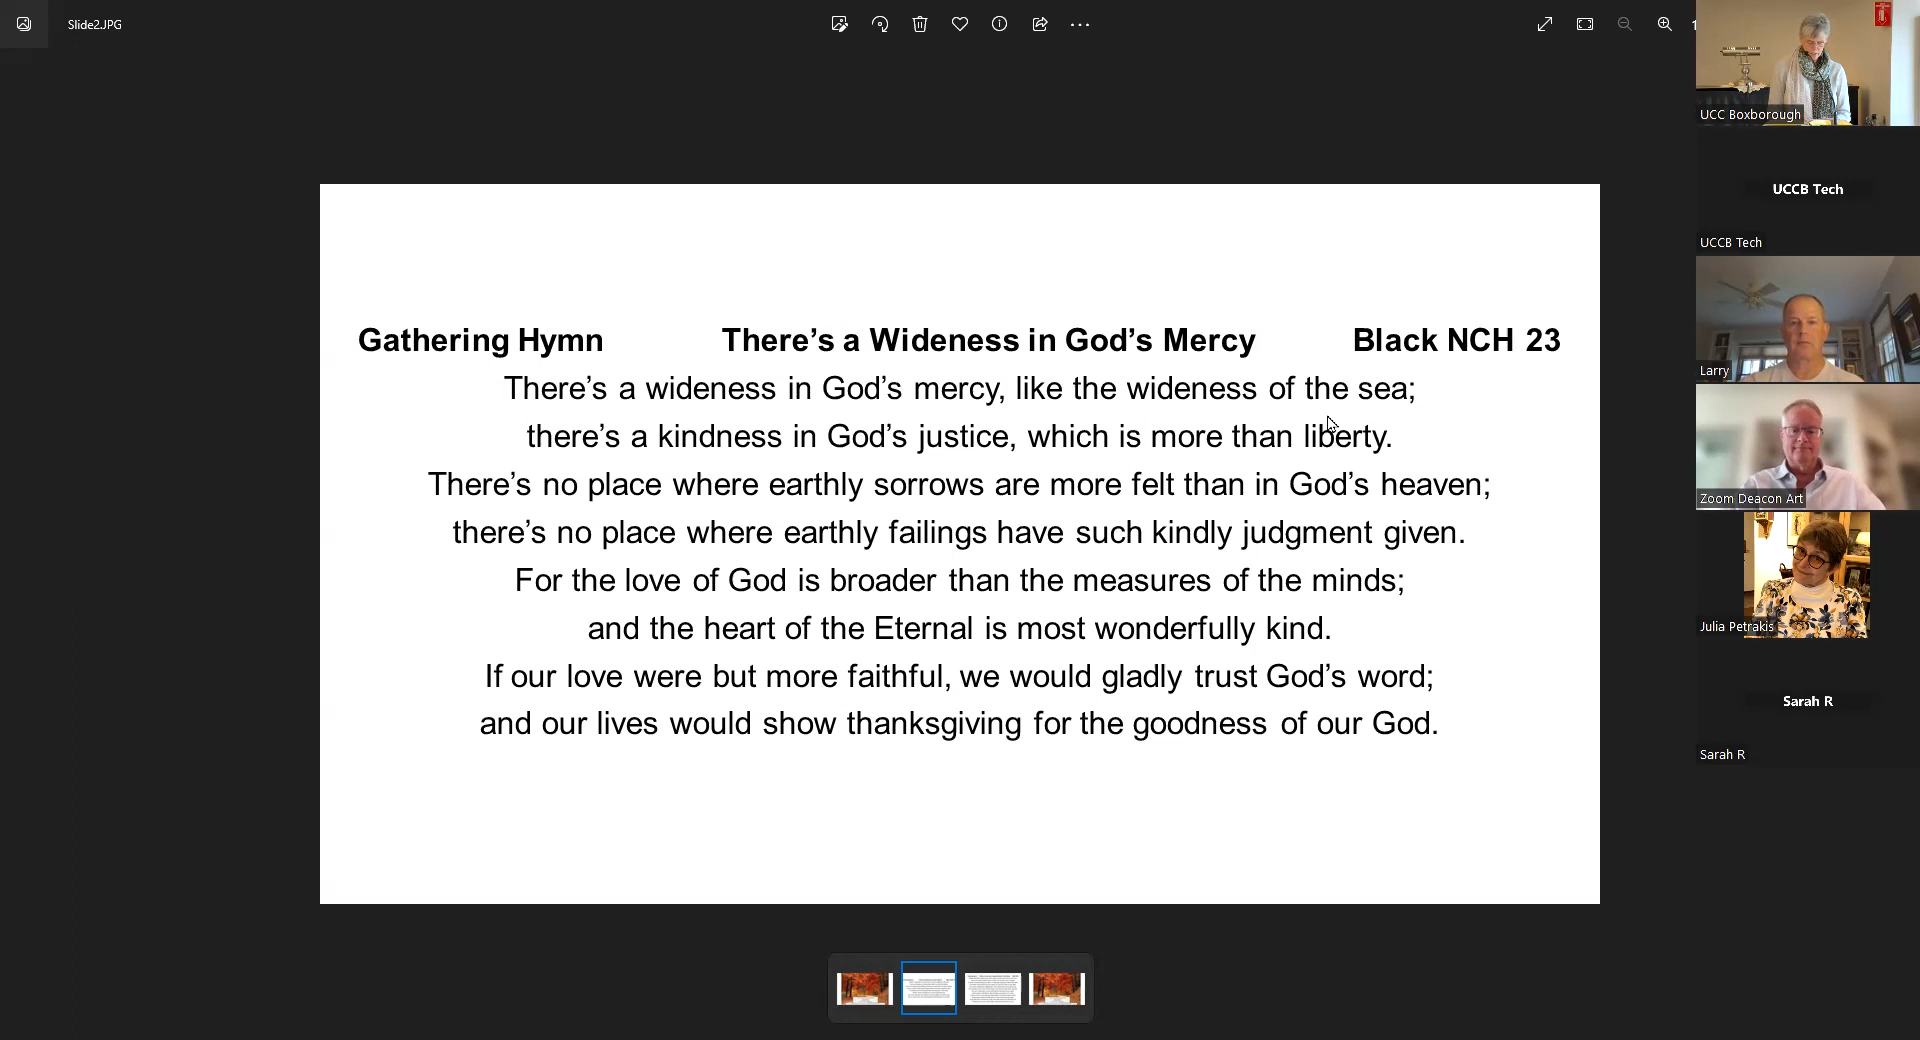 Slide2.JPG
Gathering Hymn There’s a Wideness in God’s Mercy Black NCH 23
There’s a wideness in God’s mercy, like the wideness of the sea;
there’s a kindness in God’s justice, which is more than liberty.
There’s no place where earthly sorrows are more felt than in God’s heaven;
there’s no place where earthly failings have such kindly judgment given.
For the love of God is broader than the measures of the minds;
and the heart of the Eternal is most wonderfully kind.
If our love were but more faithful, we would gladly trust God’s word;
and our lives would show thanksgiving for the goodness of our God.
UCC Boxborough
UCCB Tech
UCCB Tech
Larry
Zoom Deacon Art
Julia Petrakis
Sarah R
Sarah R